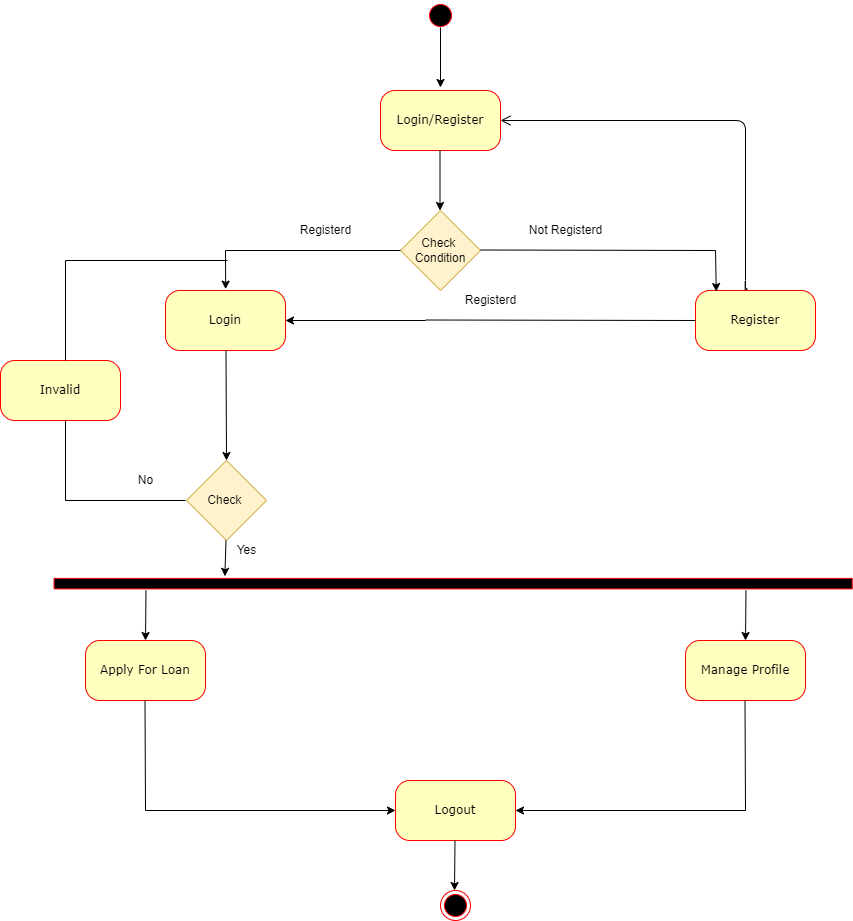 Login/Register
Registerd
Check
Condition
Not Registerd
Registerd
Login
Register
Invalid
No
Check
Yes
Apply For Loan
Manage Profile
Logout